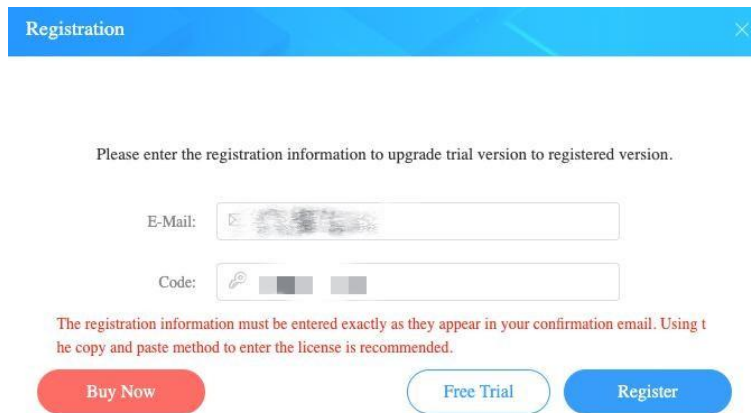 Registration
Please enter the registration information to upgrade trial version to registered version.
E-Mail:
Code:
The registration information must be entered exactly as they appear in your confirmation email. Using t
he copy and paste method to enter the license is recommended.
Buy Now
Free Trial
Register